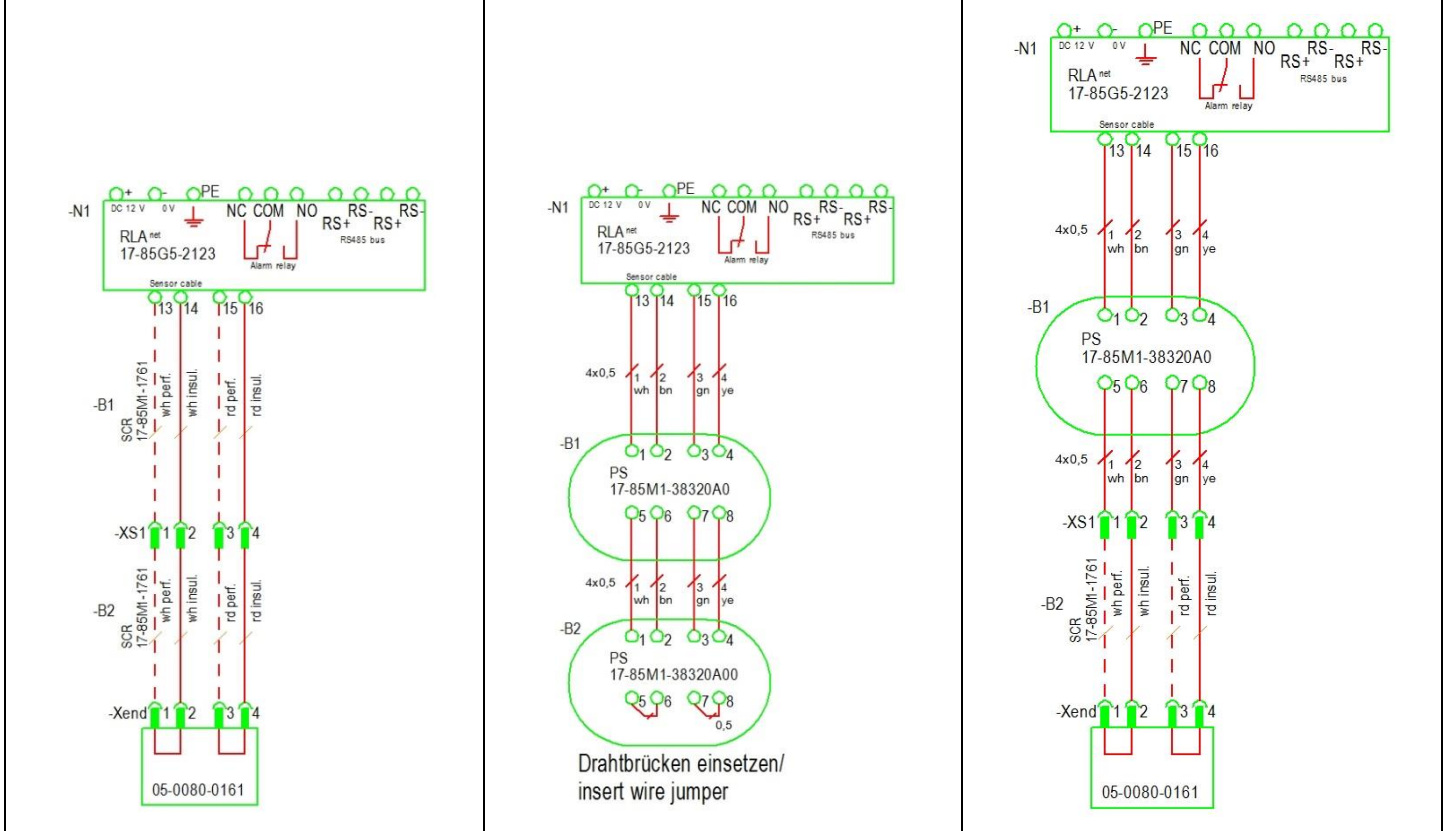 + - PE
-N1 DC 12 V 0 V NC COM NO RS- RS-
RS+ RS+
RLA net RS485 bus
17-85G5-2123
Alarm relay
Sensor cable
13 14 15 16
-B1
SCR
17-85M1-1761
wh perf.
wh insul.
rd perf.
rd insul.
-XS1 1 2 3 4
-B2
SCR
17-85M1-1761
wh perf.
wh insul.
rd perf.
rd insul.
-Xend 1 2 3 4
05-0080-0161
+ - PE
-N1 DC 12 V 0 V NC COM NO RS- RS-
RS+ RS+
RLA net RS485 bus
17-85G5-2123
Alarm relay
Sensor cable
13 14 15 16
4x0,5 1 2 3 4
wh bn gn ye
-B1
1 2 3 4
PS
17-85M1-38320A0
5 6 7 8
4x0,5 1 2 3 4
wh bn gn ye
-B2
1 2 3 4
PS
17-85M1-38320A00
5 6 7 8
0,5
Drahtbrücken einsetzen/
insert wire jumper
+ - PE
-N1 DC 12 V 0 V NC COM NO RS- RS-
RS+ RS+
RLA net RS485 bus
17-85G5-2123
Alarm relay
Sensor cable
13 14 15 16
4x0,5 1 2 3 4
wh bn gn ye
-B1
1 2 3 4
PS
17-85M1-38320A0
5 6 7 8
4x0,5 1 2 3 4
wh bn gn ye
-XS1 1 2 3 4
-B2
SCR
17-85M1-1761
wh perf.
wh insul.
rd perf.
rd insul.
-Xend 1 2 3 4
05-0080-0161